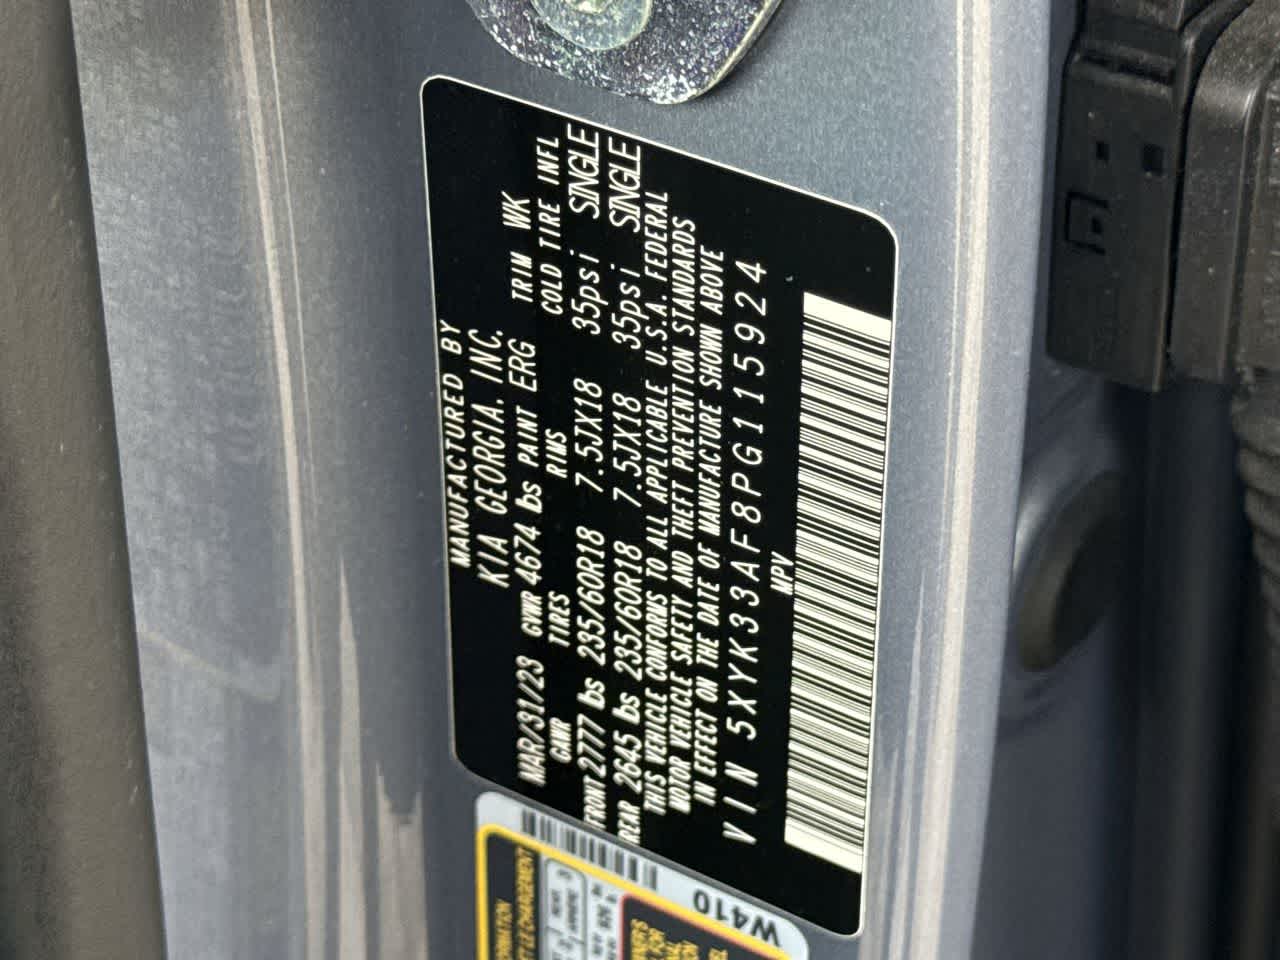 MANUFACTURED BY
KIA GEORGIA. INC.
MAR/31/23 GVWR 4674 lbs PAINT ERG TRIM WK
GAWR TIRES RIMS COLD TIRE INFL
FRONT 2777 lbs 235/60R18 7.5JX18 35psi SINGLE
REAR 2645 lbs 235/60R18 7.5JX18 35psi SINGLE
THIS VEHICLE CONFORMS TO ALL APPLICABLE U.S.A. FEDERAL
MOTOR VEHICLE SAFETY AND THEFT PREVENTION STANDARDS
IN EFFECT ON THE DATE OF MANUFACTURE SHOWN ABOVE
VIN 5XYK33AF8PG115924
MPV
W410